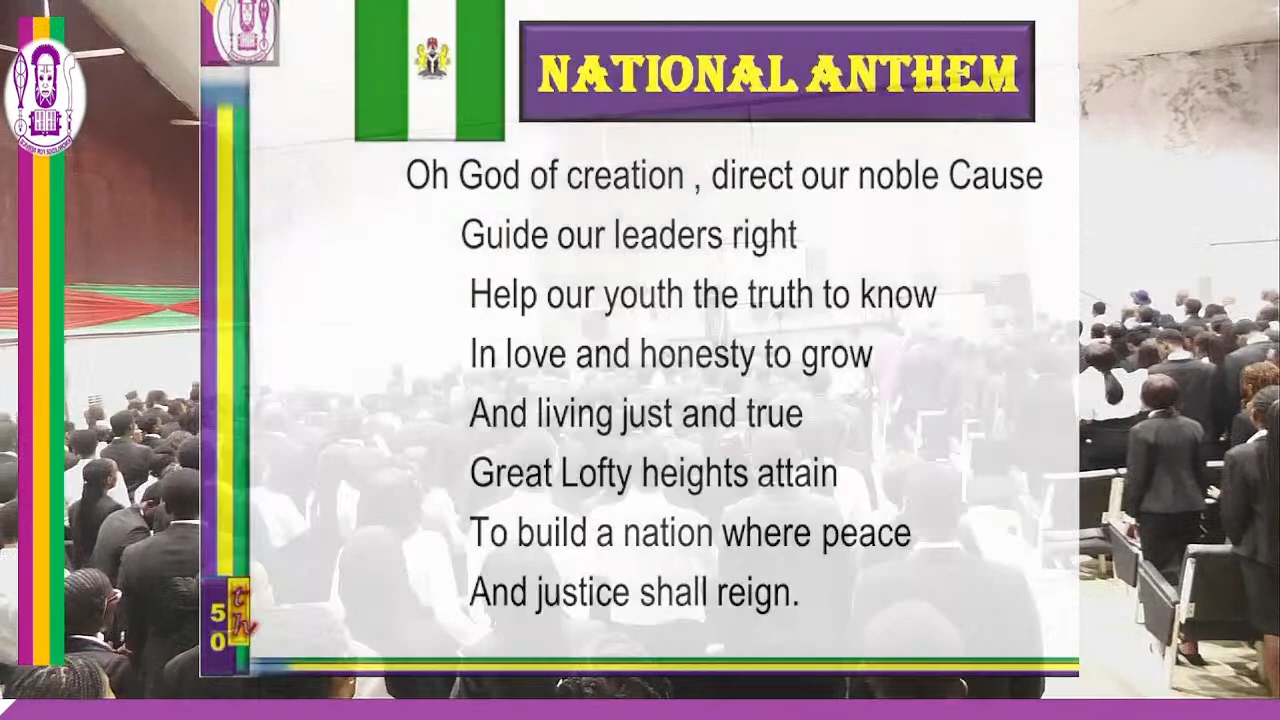 NATIONAL ANTHEM
Oh God of creation , direct our noble Cause
Guide our leaders right
Help our youth the truth to know
In love and honesty to grow
And living just and true
Great Lofty heights attain
To build a nation where peace
And justice shall reign.
50
th